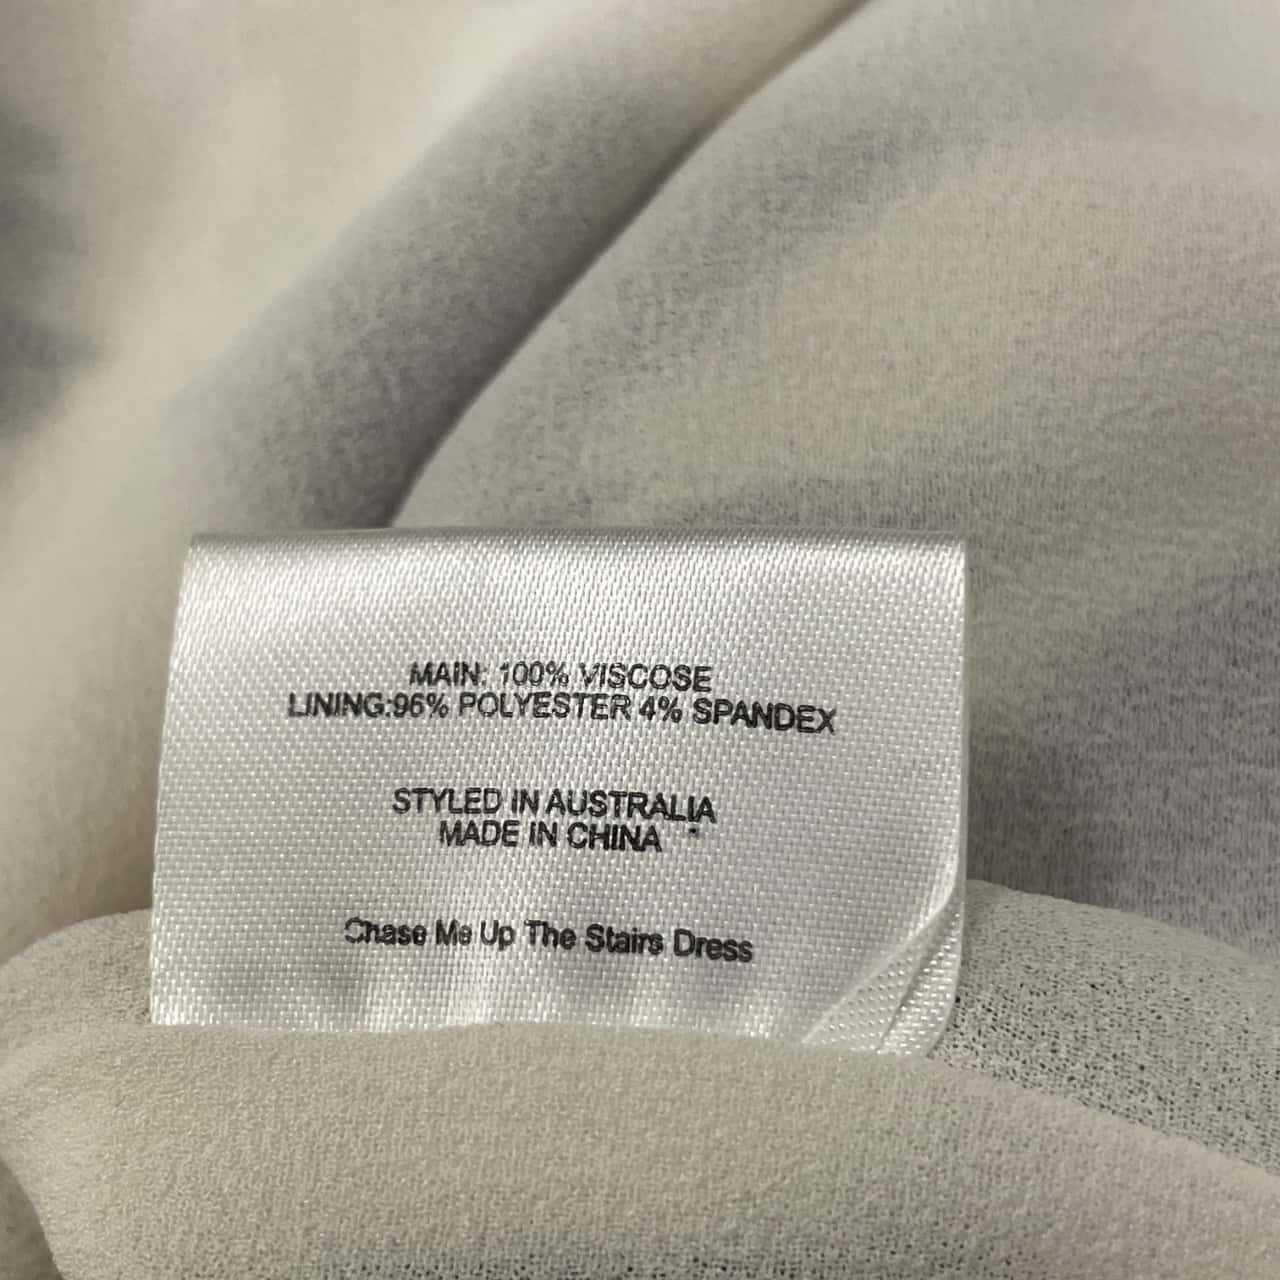 MAIN: 100% VISCOSE
LINING:96% POLYESTER 4% SPANDEX
STYLED IN AUSTRALIA
MADE IN CHINA
Chase Me Up The Stairs Dress